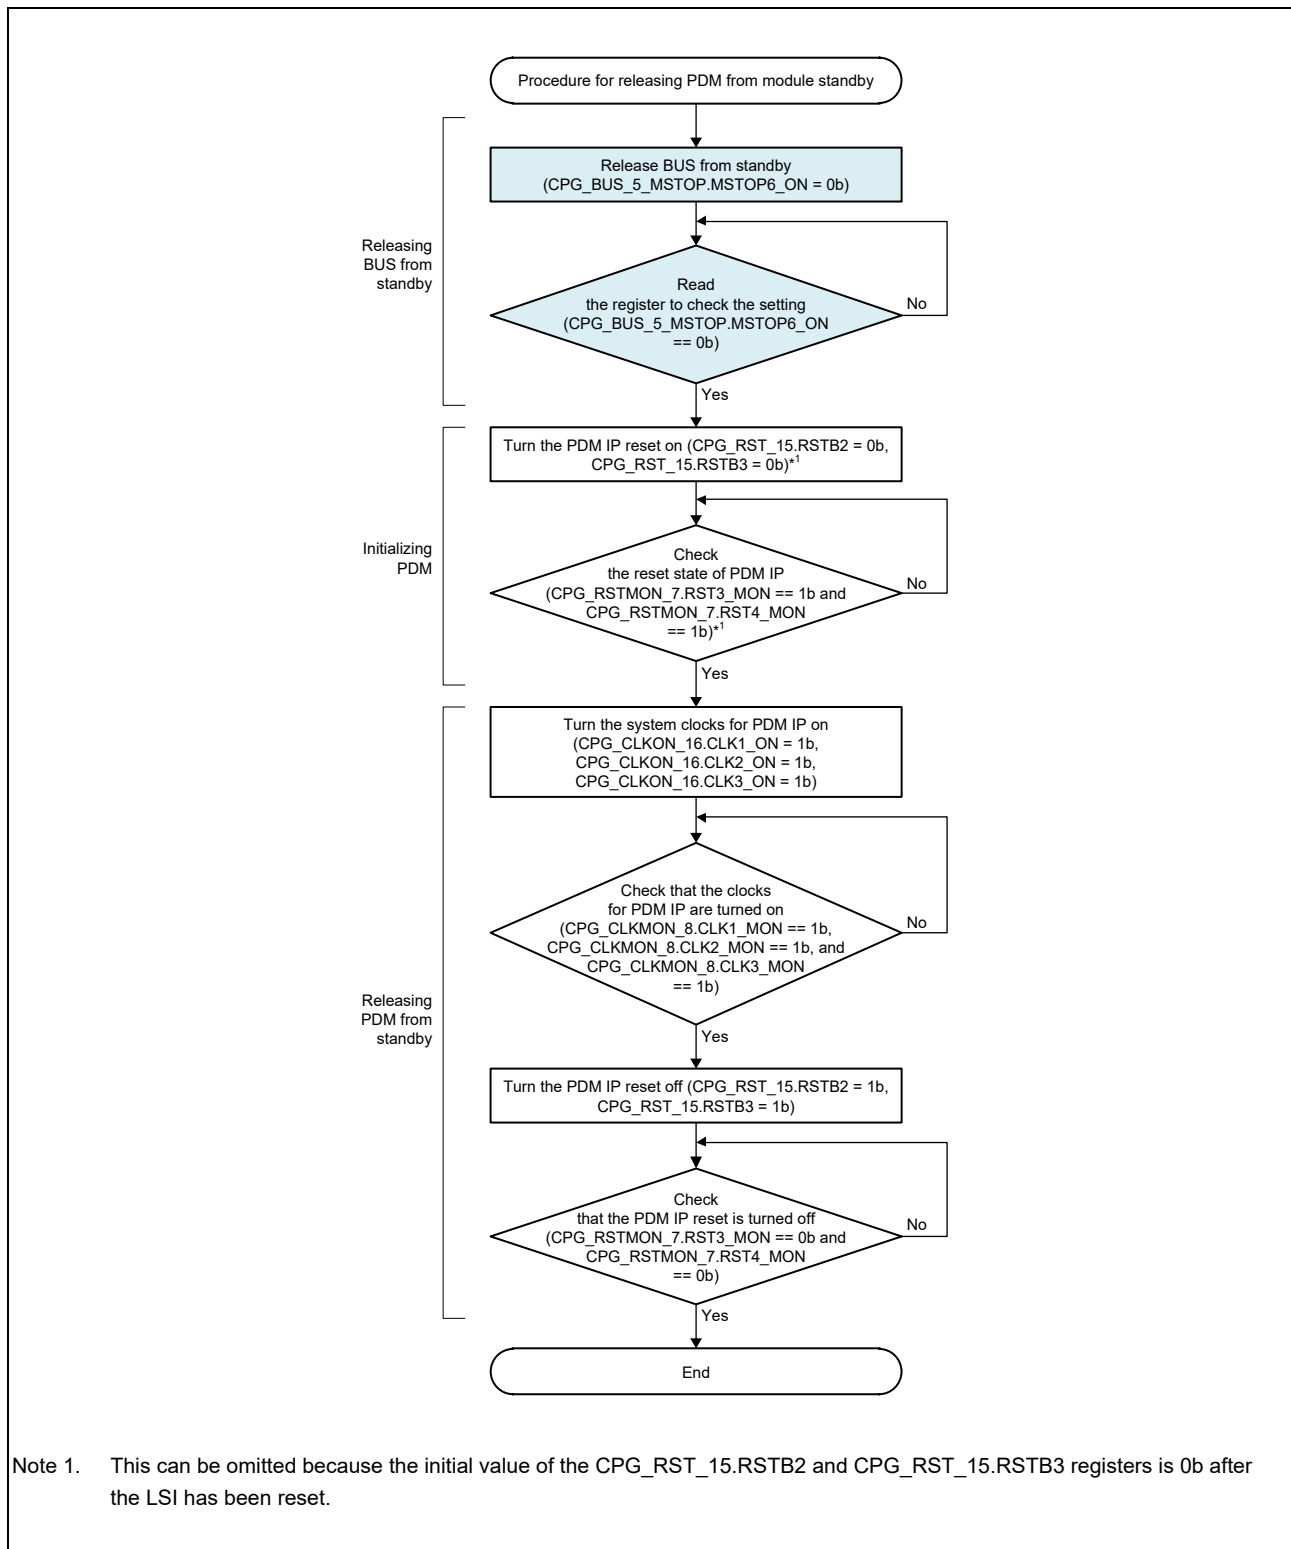 Procedure for releasing PDM from module standby
Release BUS from standby
(CPG_BUS_5_MSTOP.MSTOP6_ON = 0b)
Releasing
BUS from
standby
Read
the register to check the setting
(CPG_BUS_5_MSTOP.MSTOP6_ON
== 0b)
No
Yes
Turn the PDM IP reset on (CPG_RST_15.RSTB2 = 0b,
CPG_RST_15.RSTB3 = 0b)*1
Initializing
PDM
Check
the reset state of PDM IP
(CPG_RSTMON_7.RST3_MON == 1b and
CPG_RSTMON_7.RST4_MON
== 1b)*1
No
Yes
Turn the system clocks for PDM IP on
(CPG_CLKON_16.CLK1_ON = 1b,
CPG_CLKON_16.CLK2_ON = 1b,
CPG_CLKON_16.CLK3_ON = 1b)
Check that the clocks
for PDM IP are turned on
(CPG_CLKMON_8.CLK1_MON == 1b,
CPG_CLKMON_8.CLK2_MON == 1b, and
CPG_CLKMON_8.CLK3_MON
== 1b)
No
Releasing
PDM from
standby
Yes
Turn the PDM IP reset off (CPG_RST_15.RSTB2 = 1b,
CPG_RST_15.RSTB3 = 1b)
Check
that the PDM IP reset is turned off
(CPG_RSTMON_7.RST3_MON == 0b and
CPG_RSTMON_7.RST4_MON
== 0b)
No
Yes
End
Note 1. This can be omitted because the initial value of the CPG_RST_15.RSTB2 and CPG_RST_15.RSTB3 registers is 0b after
the LSI has been reset.